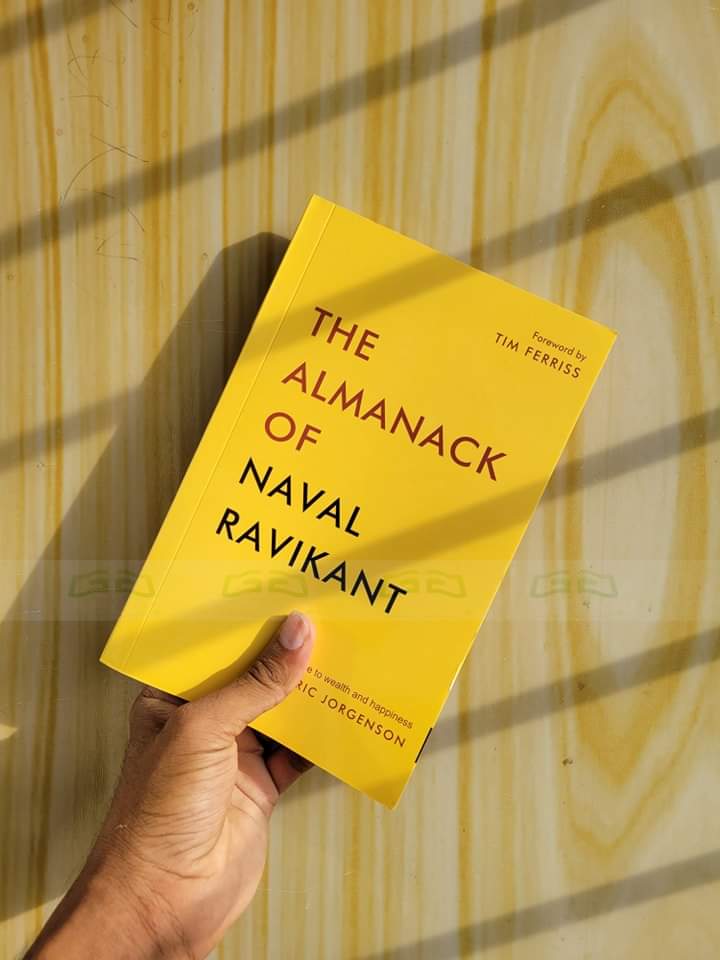 Foreword by
TIM FERRISS
THE
ALMANACK
OF
NAVAL
RAVIKANT
to wealth and happiness
JORGENSON